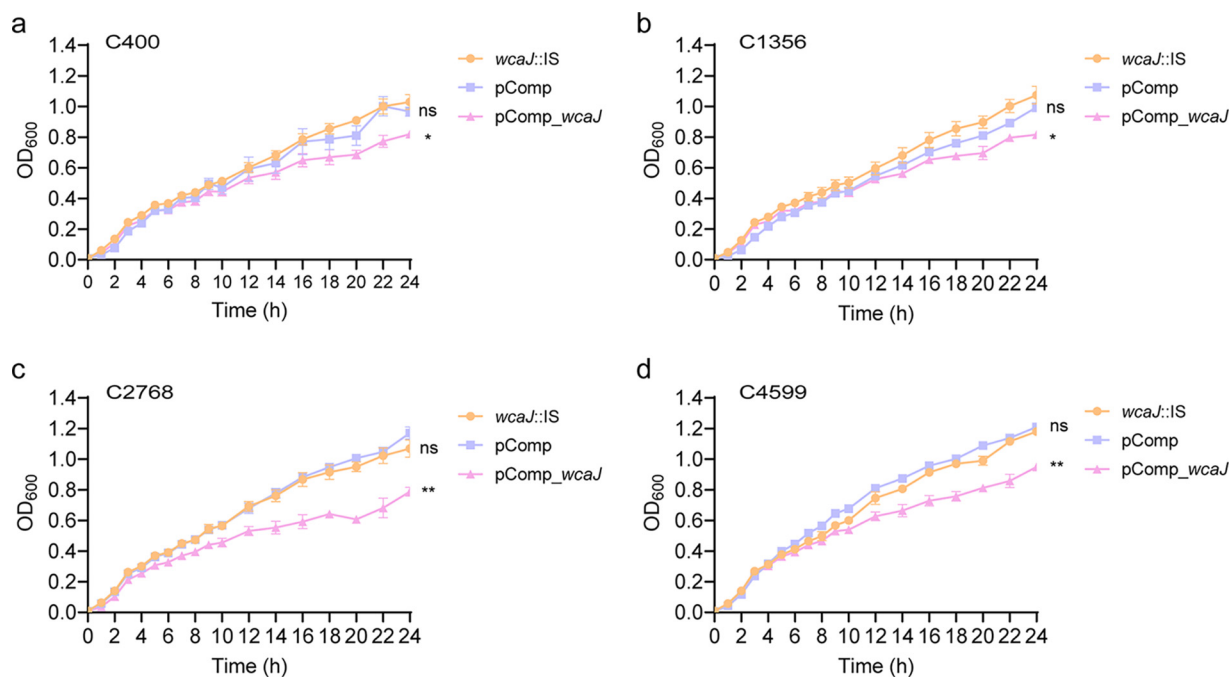 a
C400
1.4
1.2
1.0
0.8
0.6
0.4
0.2
0.0
OD600
0 2 4 6 8 10 12 14 16 18 20 22 24
Time (h)
wcaJ::IS
pComp
pComp_wcaJ
ns
*
b
C1356
1.4
1.2
1.0
0.8
0.6
0.4
0.2
0.0
OD600
0 2 4 6 8 10 12 14 16 18 20 22 24
Time (h)
wcaJ::IS
pComp
pComp_wcaJ
ns
*
c
C2768
1.4
1.2
1.0
0.8
0.6
0.4
0.2
0.0
OD600
0 2 4 6 8 10 12 14 16 18 20 22 24
Time (h)
wcaJ::IS
pComp
pComp_wcaJ
ns
**
d
C4599
1.4
1.2
1.0
0.8
0.6
0.4
0.2
0.0
OD600
0 2 4 6 8 10 12 14 16 18 20 22 24
Time (h)
wcaJ::IS
pComp
pComp_wcaJ
ns
**